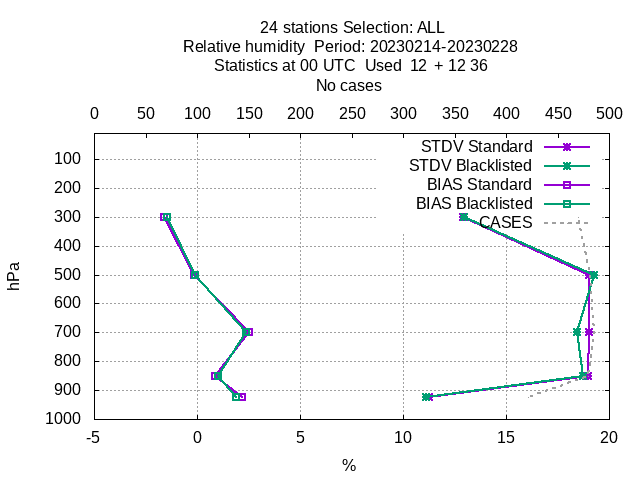 24 stations Selection: ALL
Relative humidity  Period: 20230214-20230228
Statistics at 00 UTC  Used  12  + 12 36
No cases
0 50 100 150 200 250 300 350 400 450 500
STDV Standard
STDV Blacklisted
BIAS Standard
BIAS Blacklisted
CASES
100
200
300
400
500
600
700
800
900
1000
hPa
-5 0 5 10 15 20
%